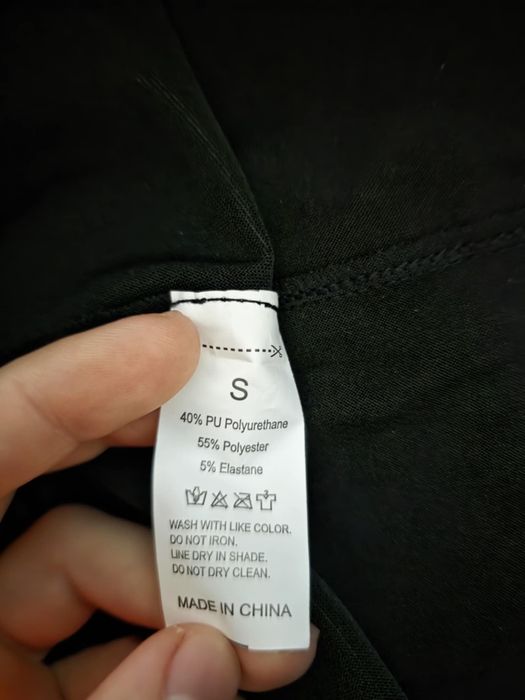 S
40% PU Polyurethane
55% Polyester
5% Elastane
WASH WITH LIKE COLOR.
DO NOT IRON.
LINE DRY IN SHADE.
DO NOT DRY CLEAN.
MADE IN CHINA